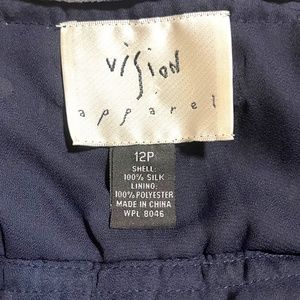 vision
apparel
12P
SHELL:
100% SILK
LINING:
100% POLYESTER
MADE IN CHINA
WPL 8046